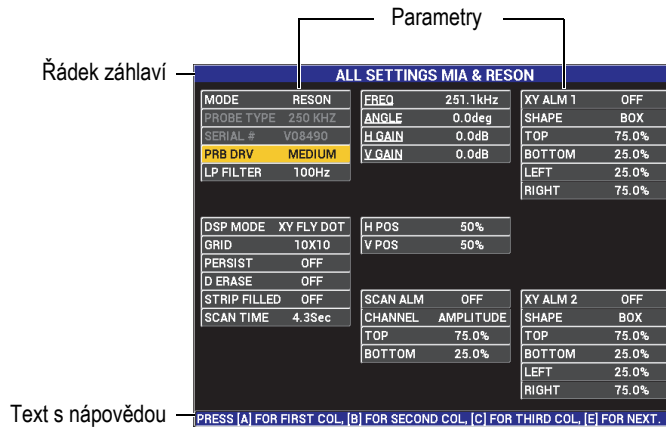 Parametry
Řádek záhlaví
ALL SETTINGS MIA & RESON
MODE RESON
PROBE TYPE 250 KHZ
SERIAL # V08490
PRB DRV MEDIUM
LP FILTER 100Hz
FREQ 251.1kHz
ANGLE 0.0deg
H GAIN 0.0dB
V GAIN 0.0dB
XY ALM 1 OFF
SHAPE BOX
TOP 75.0%
BOTTOM 25.0%
LEFT 25.0%
RIGHT 75.0%
DSP MODE XY FLY DOT
GRID 10X10
PERSIST OFF
D ERASE OFF
STRIP FILLED OFF
SCAN TIME 4.3Sec
H POS 50%
V POS 50%
SCAN ALM OFF
CHANNEL AMPLITUDE
TOP 75.0%
BOTTOM 25.0%
XY ALM 2 OFF
SHAPE BOX
TOP 75.0%
BOTTOM 25.0%
LEFT 25.0%
RIGHT 75.0%
Text s nápovědou
PRESS [A] FOR FIRST COL, [B] FOR SECOND COL, [C] FOR THIRD COL, [E] FOR NEXT.